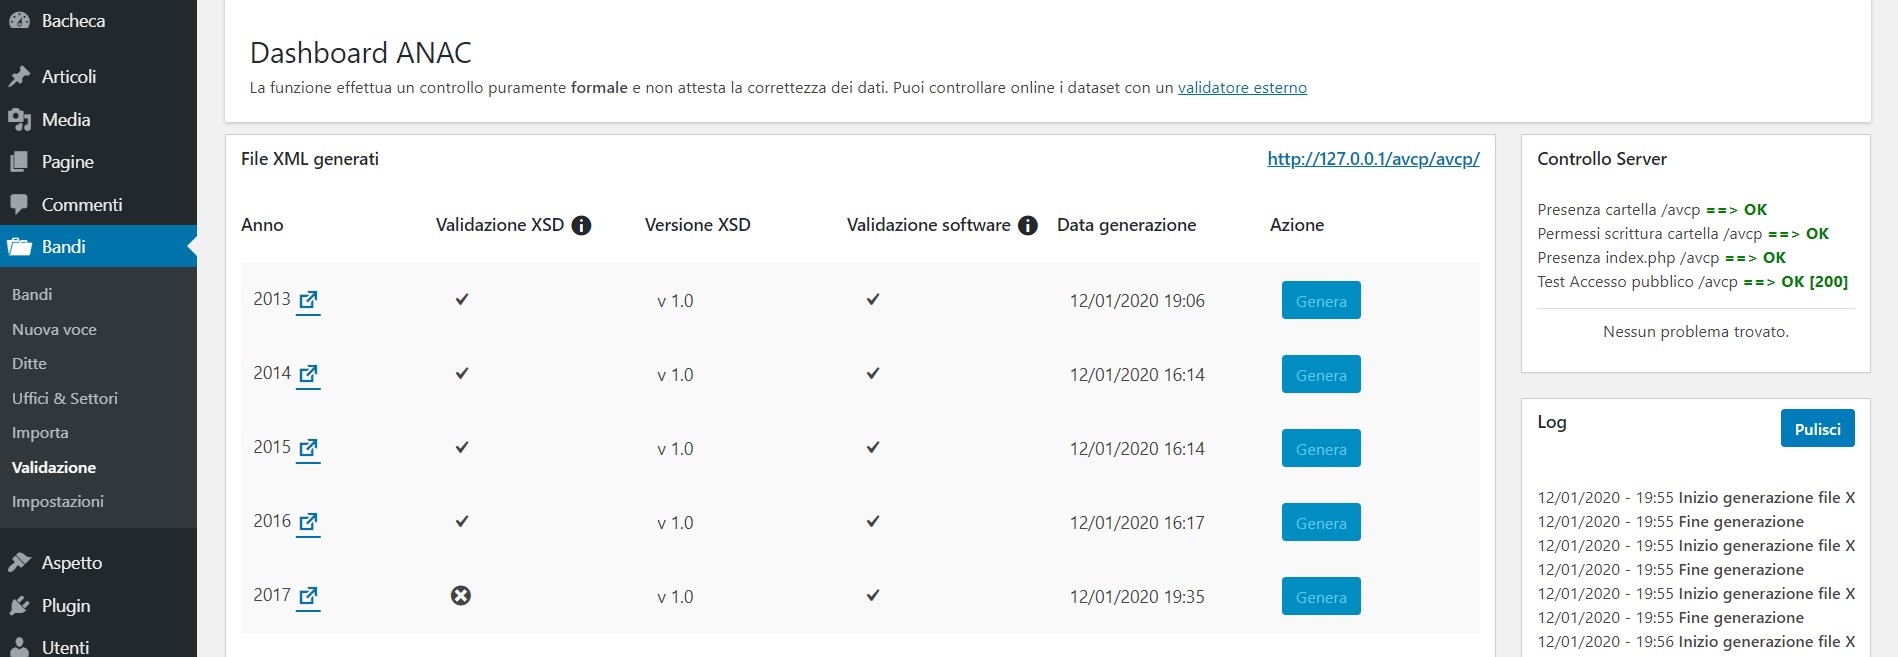 Bacheca
Articoli
Media
Pagine
Commenti
Bandi
Bandi
Nuova voce
Ditte
Uffici & Settori
Importa
Validazione
Impostazioni
Aspetto
Plugin
Utenti
Dashboard ANAC
La funzione effettua un controllo puramente formale e non attesta la correttezza dei dati. Puoi controllare online i dataset con un validatore esterno
File XML generati http://127.0.0.1/avcp/avcp/
Anno Validazione XSD Versione XSD Validazione software Data generazione Azione
2013 v 1.0 12/01/2020 19:06 Genera
2014 v 1.0 12/01/2020 16:14 Genera
2015 v 1.0 12/01/2020 16:14 Genera
2016 v 1.0 12/01/2020 16:17 Genera
2017 v 1.0 12/01/2020 19:35 Genera
Controllo Server
Presenza cartella /avcp ==> OK
Permessi scrittura cartella /avcp ==> OK
Presenza index.php /avcp ==> OK
Test Accesso pubblico /avcp ==> OK [200]
Nessun problema trovato.
Log Pulisci
12/01/2020 - 19:55 Inizio generazione file X
12/01/2020 - 19:55 Fine generazione
12/01/2020 - 19:55 Inizio generazione file X
12/01/2020 - 19:55 Fine generazione
12/01/2020 - 19:55 Inizio generazione file X
12/01/2020 - 19:55 Fine generazione
12/01/2020 - 19:56 Inizio generazione file X